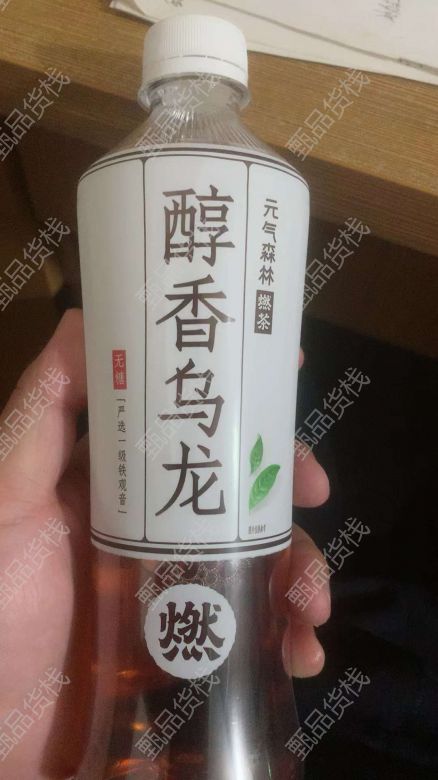 元气森林
燃茶
醇香乌龙
无糖
「严选一级铁观音」
燃
甄品货栈